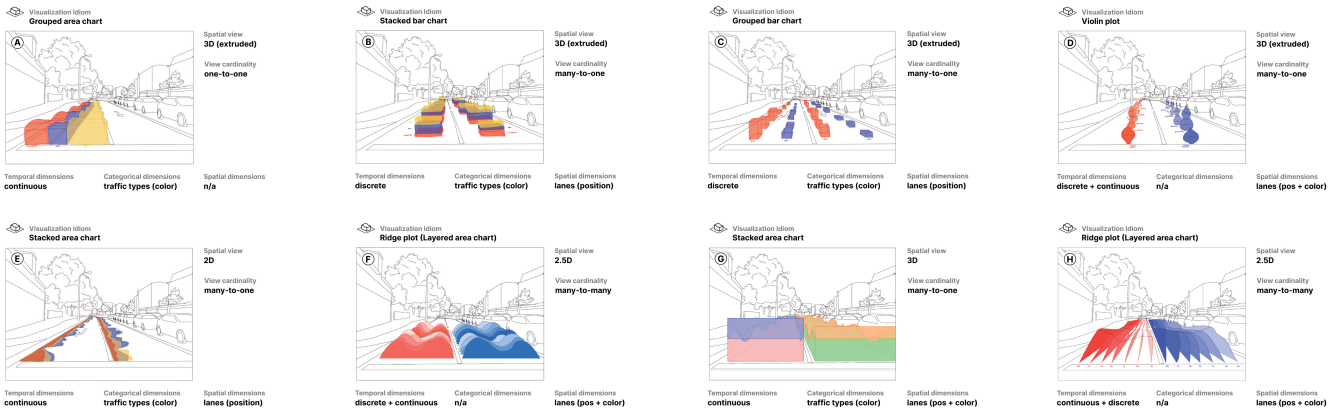 Visualization Idiom
Grouped area chart
A
Spatial view
3D (extruded)
View cardinality
one-to-one
Temporal dimensions
continuous
Categorical dimensions
traffic types (color)
Spatial dimensions
n/a
Visualization Idiom
Stacked bar chart
B
Spatial view
3D (extruded)
View cardinality
many-to-one
Temporal dimensions
discrete
Categorical dimensions
traffic types (color)
Spatial dimensions
lanes (position)
Visualization Idiom
Grouped bar chart
C
Spatial view
3D (extruded)
View cardinality
many-to-one
Temporal dimensions
discrete
Categorical dimensions
traffic types (color)
Spatial dimensions
lanes (position)
Visualization Idiom
Violin plot
D
Spatial view
3D (extruded)
View cardinality
many-to-one
Temporal dimensions
discrete + continuous
Categorical dimensions
n/a
Spatial dimensions
lanes (pos + color)
Visualization Idiom
Stacked area chart
E
Spatial view
2D
View cardinality
many-to-one
Temporal dimensions
continuous
Categorical dimensions
traffic types (color)
Spatial dimensions
lanes (position)
Visualization Idiom
Ridge plot (Layered area chart)
F
Spatial view
2.5D
View cardinality
many-to-many
Temporal dimensions
discrete + continuous
Categorical dimensions
n/a
Spatial dimensions
lanes (pos + color)
Visualization Idiom
Stacked area chart
G
Spatial view
3D
View cardinality
many-to-one
Temporal dimensions
continuous
Categorical dimensions
traffic types (color)
Spatial dimensions
lanes (pos + color)
Visualization Idiom
Ridge plot (Layered area chart)
H
Spatial view
2.5D
View cardinality
many-to-many
Temporal dimensions
continuous + discrete
Categorical dimensions
n/a
Spatial dimensions
lanes (pos + color)